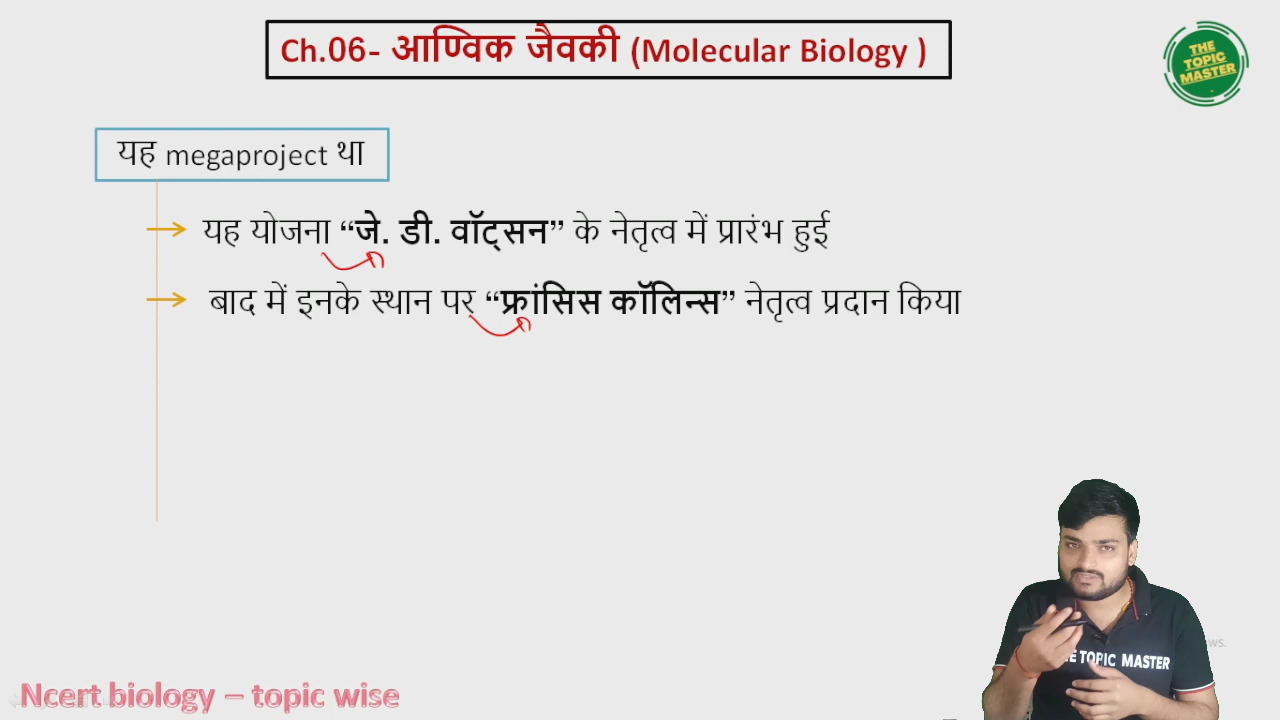 Ch.06- आण्विक जैवकी (Molecular Biology )
THE
TOPIC
MASTER
यह megaproject था
यह योजना “जे. डी. वॉट्सन” के नेतृत्व में प्रारंभ हुई
बाद में इनके स्थान पर “फ्रांसिस कॉलिन्स” नेतृत्व प्रदान किया
THE TOPIC MASTER
Ncert biology – topic wise